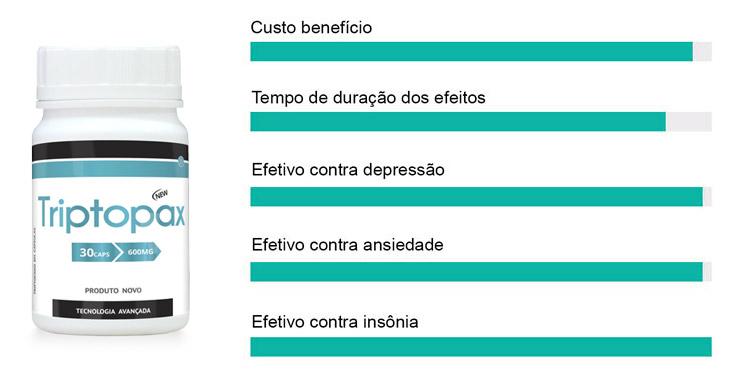 Custo benefício
Tempo de duração dos efeitos
Efetivo contra depressão
Efetivo contra ansiedade
Efetivo contra insônia
NEW
Triptopax
30CAPS 600MG
PRODUTO NOVO
TECNOLOGIA AVANÇADA